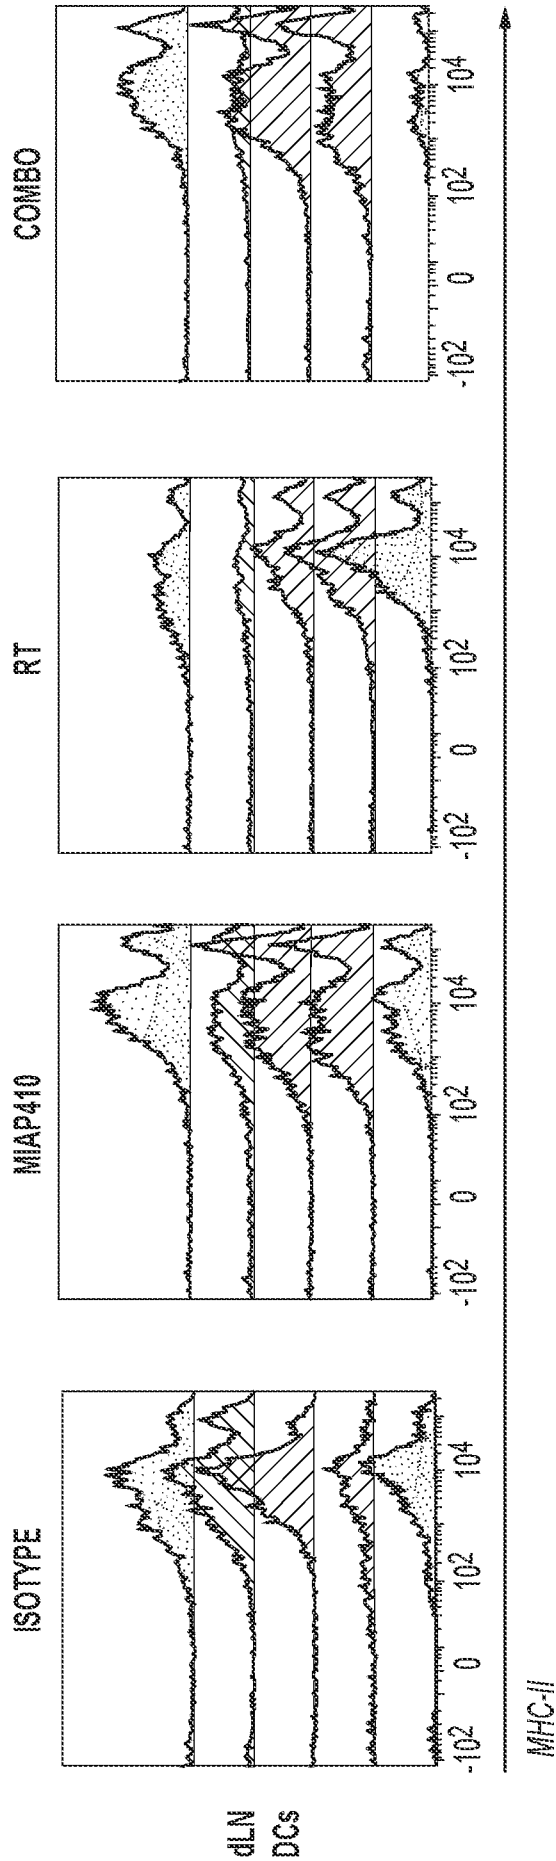 ISOTYPE
MIAP410
RT
COMBO
dLN
DCs
-10² 0 10² 10⁴
-10² 0 10² 10⁴
-10² 0 10² 10⁴
-10² 0 10² 10⁴
MHC-II